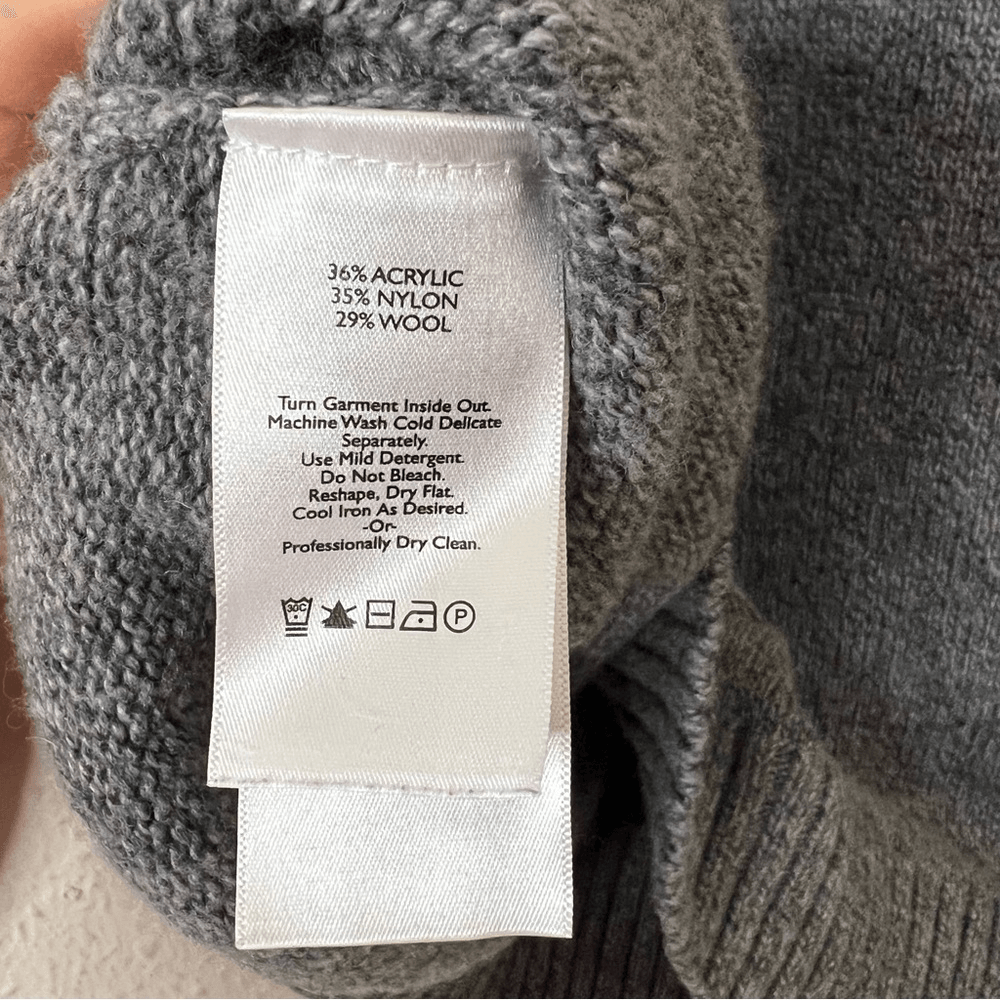 36% ACRYLIC
35% NYLON
29% WOOL
Turn Garment Inside Out.
Machine Wash Cold Delicate
Separately.
Use Mild Detergent.
Do Not Bleach.
Reshape, Dry Flat.
Cool Iron As Desired.
-Or-
Professionally Dry Clean.
30C P